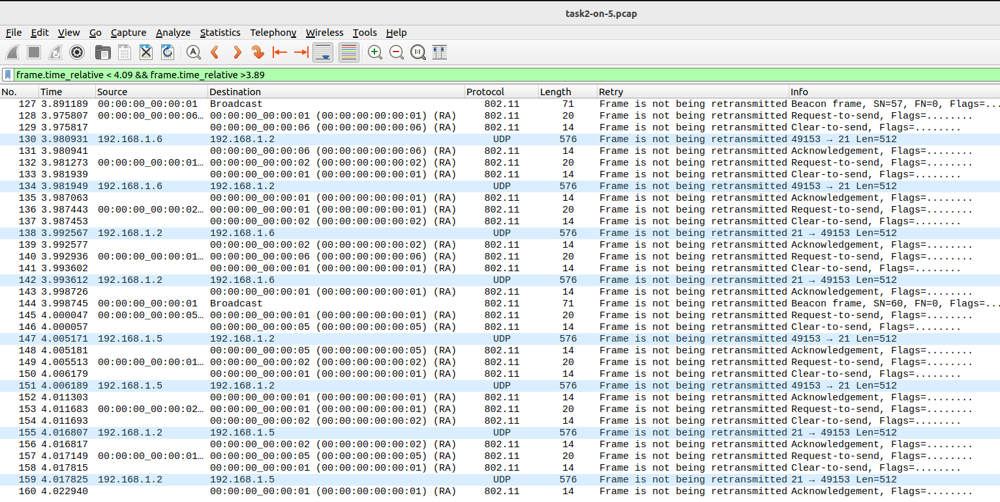 task2-on-5.pcap
File Edit View Go Capture Analyze Statistics Telephony Wireless Tools Help
frame.time_relative < 4.09 && frame.time_relative >3.89
No. Time Source Destination Protocol Length Retry Info
127 3.891189 00:00:00_00:00:01 Broadcast 802.11 71 Frame is not being retransmitted Beacon frame, SN=57, FN=0, Flags=...
128 3.975807 00:00:00_00:00:06… 00:00:00_00:00:01 (00:00:00:00:00:01) (RA) 802.11 20 Frame is not being retransmitted Request-to-send, Flags=........
129 3.975817 00:00:00_00:00:06 (00:00:00:00:00:06) (RA) 802.11 14 Frame is not being retransmitted Clear-to-send, Flags=........
130 3.980931 192.168.1.6 192.168.1.2 UDP 576 Frame is not being retransmitted 49153 → 21 Len=512
131 3.980941 00:00:00_00:00:06 (00:00:00:00:00:06) (RA) 802.11 14 Frame is not being retransmitted Acknowledgement, Flags=........
132 3.981273 00:00:00_00:00:01… 00:00:00_00:00:02 (00:00:00:00:00:02) (RA) 802.11 20 Frame is not being retransmitted Request-to-send, Flags=........
133 3.981939 00:00:00_00:00:01 (00:00:00:00:00:01) (RA) 802.11 14 Frame is not being retransmitted Clear-to-send, Flags=........
134 3.981949 192.168.1.6 192.168.1.2 UDP 576 Frame is not being retransmitted 49153 → 21 Len=512
135 3.987063 00:00:00_00:00:01 (00:00:00:00:00:01) (RA) 802.11 14 Frame is not being retransmitted Acknowledgement, Flags=........
136 3.987443 00:00:00_00:00:02… 00:00:00_00:00:01 (00:00:00:00:00:01) (RA) 802.11 20 Frame is not being retransmitted Request-to-send, Flags=........
137 3.987453 00:00:00_00:00:02 (00:00:00:00:00:02) (RA) 802.11 14 Frame is not being retransmitted Clear-to-send, Flags=........
138 3.992567 192.168.1.2 192.168.1.6 UDP 576 Frame is not being retransmitted 21 → 49153 Len=512
139 3.992577 00:00:00_00:00:02 (00:00:00:00:00:02) (RA) 802.11 14 Frame is not being retransmitted Acknowledgement, Flags=........
140 3.992936 00:00:00_00:00:01… 00:00:00_00:00:06 (00:00:00:00:00:06) (RA) 802.11 20 Frame is not being retransmitted Request-to-send, Flags=........
141 3.993602 00:00:00_00:00:01 (00:00:00:00:00:01) (RA) 802.11 14 Frame is not being retransmitted Clear-to-send, Flags=........
142 3.993612 192.168.1.2 192.168.1.6 UDP 576 Frame is not being retransmitted 21 → 49153 Len=512
143 3.998726 00:00:00_00:00:01 (00:00:00:00:00:01) (RA) 802.11 14 Frame is not being retransmitted Acknowledgement, Flags=........
144 3.998745 00:00:00_00:00:01 Broadcast 802.11 71 Frame is not being retransmitted Beacon frame, SN=60, FN=0, Flags=...
145 4.000047 00:00:00_00:00:05… 00:00:00_00:00:01 (00:00:00:00:00:01) (RA) 802.11 20 Frame is not being retransmitted Request-to-send, Flags=........
146 4.000057 00:00:00_00:00:05 (00:00:00:00:00:05) (RA) 802.11 14 Frame is not being retransmitted Clear-to-send, Flags=........
147 4.005171 192.168.1.5 192.168.1.2 UDP 576 Frame is not being retransmitted 49153 → 21 Len=512
148 4.005181 00:00:00_00:00:05 (00:00:00:00:00:05) (RA) 802.11 14 Frame is not being retransmitted Acknowledgement, Flags=........
149 4.005513 00:00:00_00:00:01… 00:00:00_00:00:02 (00:00:00:00:00:02) (RA) 802.11 20 Frame is not being retransmitted Request-to-send, Flags=........
150 4.006179 00:00:00_00:00:01 (00:00:00:00:00:01) (RA) 802.11 14 Frame is not being retransmitted Clear-to-send, Flags=........
151 4.006189 192.168.1.5 192.168.1.2 UDP 576 Frame is not being retransmitted 49153 → 21 Len=512
152 4.011303 00:00:00_00:00:01 (00:00:00:00:00:01) (RA) 802.11 14 Frame is not being retransmitted Acknowledgement, Flags=........
153 4.011683 00:00:00_00:00:02… 00:00:00_00:00:01 (00:00:00:00:00:01) (RA) 802.11 20 Frame is not being retransmitted Request-to-send, Flags=........
154 4.011693 00:00:00_00:00:02 (00:00:00:00:00:02) (RA) 802.11 14 Frame is not being retransmitted Clear-to-send, Flags=........
155 4.016807 192.168.1.2 192.168.1.5 UDP 576 Frame is not being retransmitted 21 → 49153 Len=512
156 4.016817 00:00:00_00:00:02 (00:00:00:00:00:02) (RA) 802.11 14 Frame is not being retransmitted Acknowledgement, Flags=........
157 4.017149 00:00:00_00:00:01… 00:00:00_00:00:05 (00:00:00:00:00:05) (RA) 802.11 20 Frame is not being retransmitted Request-to-send, Flags=........
158 4.017815 00:00:00_00:00:01 (00:00:00:00:00:01) (RA) 802.11 14 Frame is not being retransmitted Clear-to-send, Flags=........
159 4.017825 192.168.1.2 192.168.1.5 UDP 576 Frame is not being retransmitted 21 → 49153 Len=512
160 4.022940 00:00:00_00:00:01 (00:00:00:00:00:01) (RA) 802.11 14 Frame is not being retransmitted Acknowledgement, Flags=........